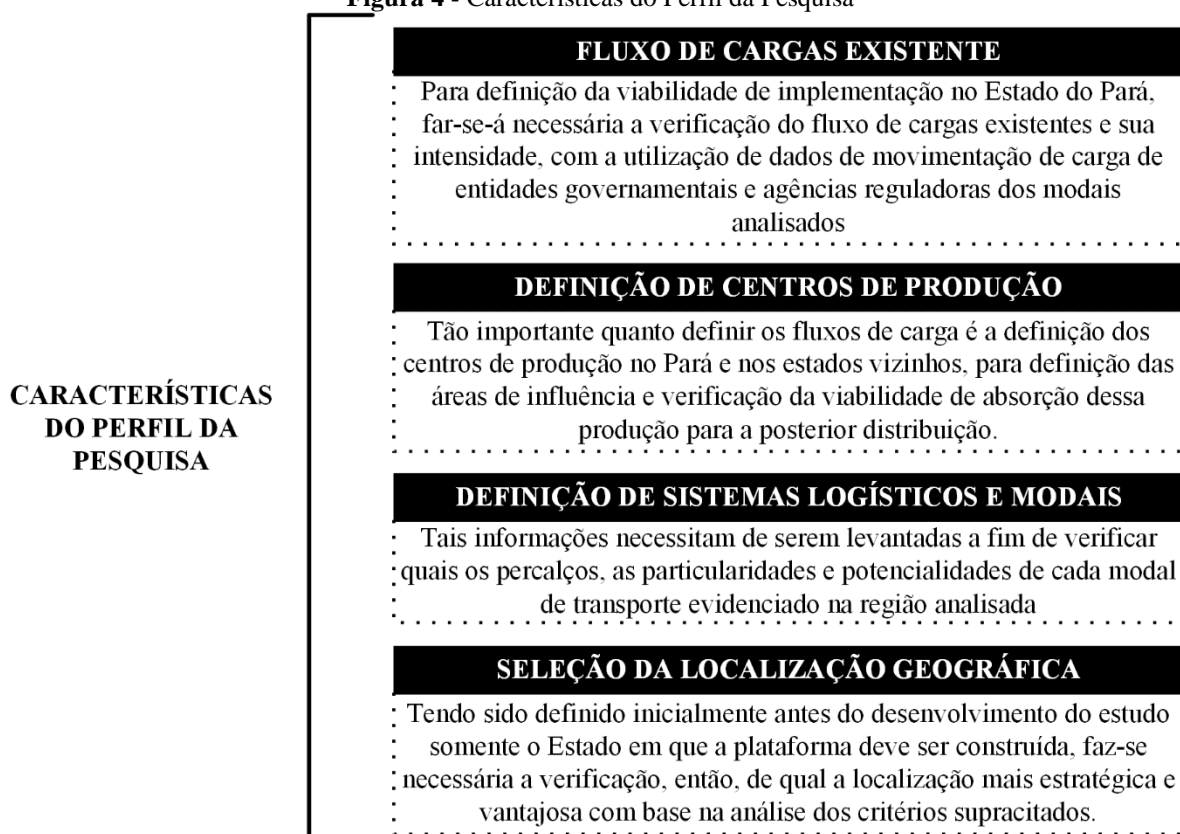 Figura 4 - Características do Perfil da Pesquisa
FLUXO DE CARGAS EXISTENTE
Para definição da viabilidade de implementação no Estado do Pará,
far-se-á necessária a verificação do fluxo de cargas existentes e sua
intensidade, com a utilização de dados de movimentação de carga de
entidades governamentais e agências reguladoras dos modais
analisados
DEFINIÇÃO DE CENTROS DE PRODUÇÃO
Tão importante quanto definir os fluxos de carga é a definição dos
centros de produção no Pará e nos estados vizinhos, para definição das
áreas de influência e verificação da viabilidade de absorção dessa
produção para a posterior distribuição.
CARACTERÍSTICAS
DO PERFIL DA
PESQUISA
DEFINIÇÃO DE SISTEMAS LOGÍSTICOS E MODAIS
Tais informações necessitam de serem levantadas a fim de verificar
quais os percalços, as particularidades e potencialidades de cada modal
de transporte evidenciado na região analisada
SELEÇÃO DA LOCALIZAÇÃO GEOGRÁFICA
Tendo sido definido inicialmente antes do desenvolvimento do estudo
somente o Estado em que a plataforma deve ser construída, faz-se
necessária a verificação, então, de qual a localização mais estratégica e
vantajosa com base na análise dos critérios supracitados.